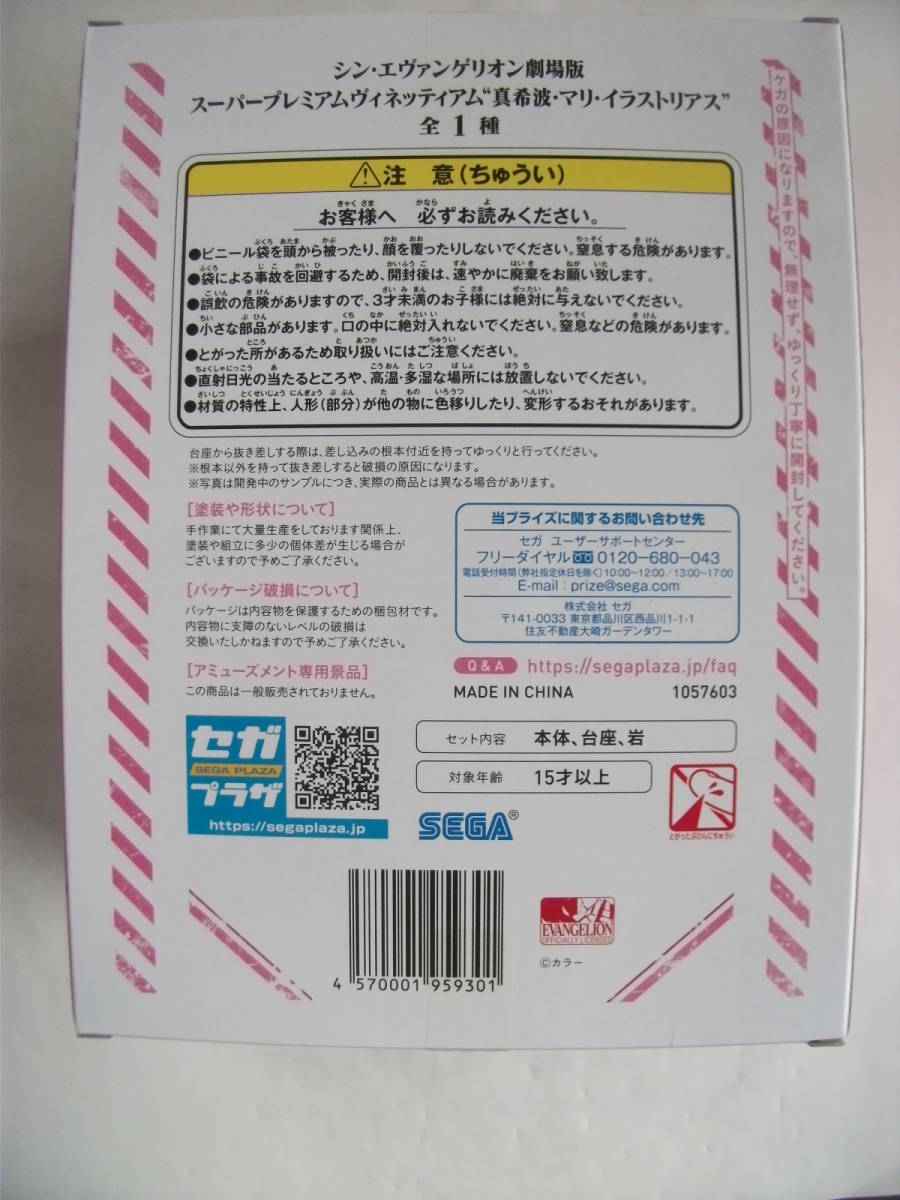 シン・エヴァンゲリオン劇場版
スーパープレミアムヴィネッティアム“真希波・マリ・イラストリアス”
全1種
注 意(ちゅうい)
お客様へ 必ずお読みください。
●ビニール袋を頭から被ったり、顔を覆ったりしないでください。窒息する危険があります。
●袋による事故を回避するため、開封後は、速やかに廃棄をお願い致します。
●誤飲の危険がありますので、3才未満のお子様には絶対に与えないでください。
●小さな部品があります。口の中に絶対入れないでください。窒息などの危険があります。
●とがった所があるため取り扱いにはご注意ください。
●直射日光の当たるところや、高温・多湿な場所には放置しないでください。
●材質の特性上、人形(部分)が他の物に色移りしたり、変形するおそれがあります。
台座から抜き差しする際は、差し込みの根本付近を持ってゆっくりと行ってください。
※根本以外を持って抜き差しすると破損の原因になります。
※写真は開発中のサンプルにつき、実際の商品とは異なる場合があります。
[塗装や形状について]
手作業にて大量生産をしております関係上、
塗装や組立に多少の個体差が生じる場合が
ございますので予めご了承ください。
[パッケージ破損について]
パッケージは内容物を保護するための梱包材です。
内容物に支障のないレベルの破損は
交換いたしかねますので予めご了承ください。
[アミューズメント専用景品]
この商品は一般販売されておりません。
当プライズに関するお問い合わせ先
セガ ユーザーサポートセンター
フリーダイヤル 0120-680-043
電話受付時間(弊社指定休日を除く)10:00〜12:00/13:00〜17:00
E-mail : prize@sega.com
株式会社 セガ
〒141-0033 東京都品川区西品川1-1-1
住友不動産大崎ガーデンタワー
Q & A https://segaplaza.jp/faq
MADE IN CHINA 1057603
セガ
SEGA PLAZA
プラザ
https://segaplaza.jp
セット内容 本体、台座、岩
対象年齢 15才以上
SEGA®
とがったぶひんにちゅうい
4 570001 959301
EVANGELION
OFFICIALLY LICENSED
©カラー
ケガの原因になりますので、無理せず、ゆっくり丁寧に開封してください。